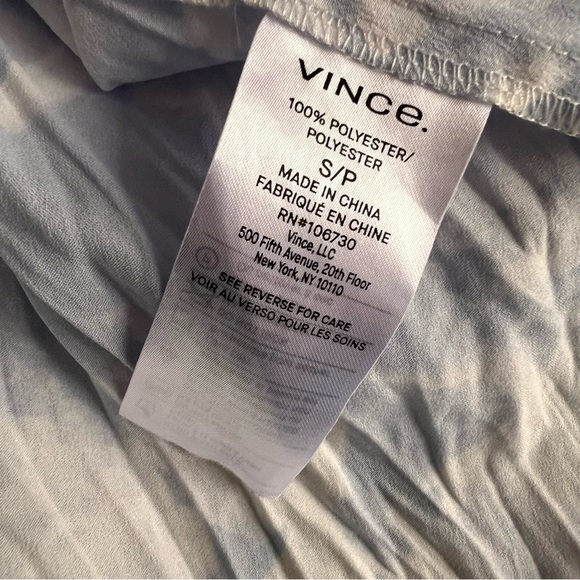 VINCe.
100% POLYESTER/
POLYESTER
S/P
MADE IN CHINA
FABRIQUÉ EN CHINE
RN#106730
Vince, LLC
500 Fifth Avenue, 20th Floor
New York, NY 10110
SEE REVERSE FOR CARE
VOIR AU VERSO POUR LES SOINS